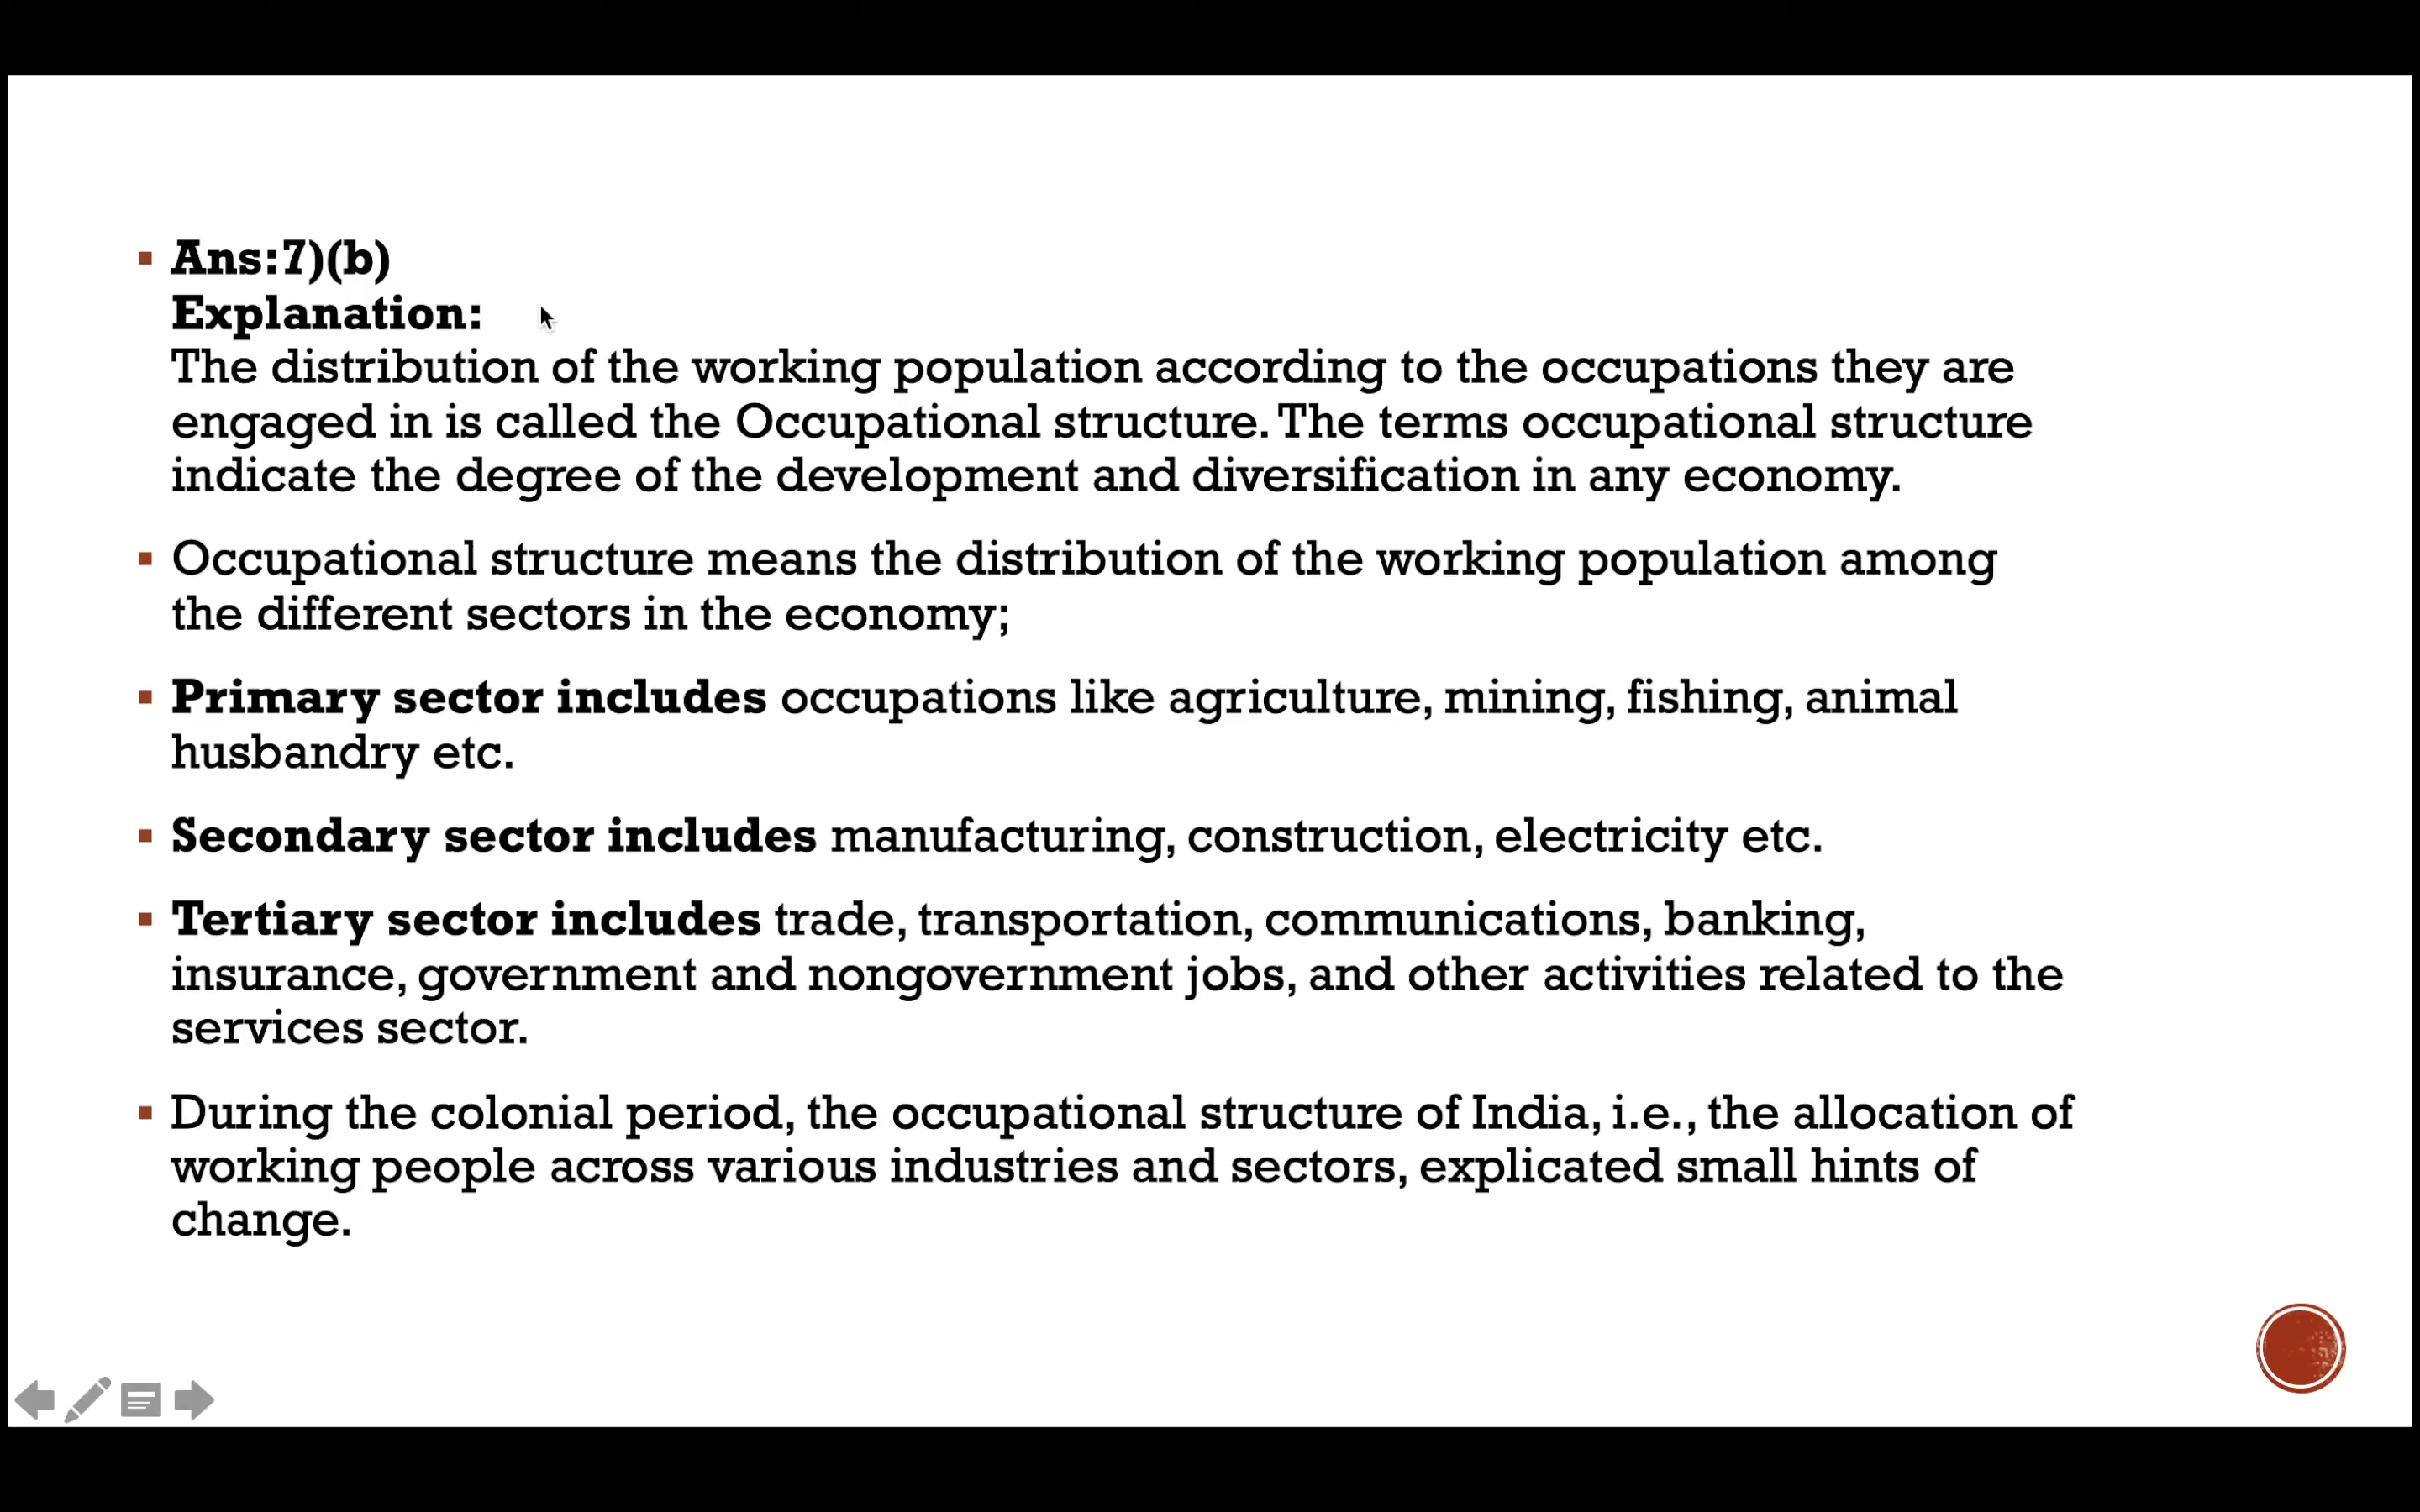 Ans:7)(b)
Explanation:
The distribution of the working population according to the occupations they are
engaged in is called the Occupational structure. The terms occupational structure
indicate the degree of the development and diversification in any economy.
Occupational structure means the distribution of the working population among
the different sectors in the economy;
Primary sector includes occupations like agriculture, mining, fishing, animal
husbandry etc.
Secondary sector includes manufacturing, construction, electricity etc.
Tertiary sector includes trade, transportation, communications, banking,
insurance, government and nongovernment jobs, and other activities related to the
services sector.
During the colonial period, the occupational structure of India, i.e., the allocation of
working people across various industries and sectors, explicated small hints of
change.